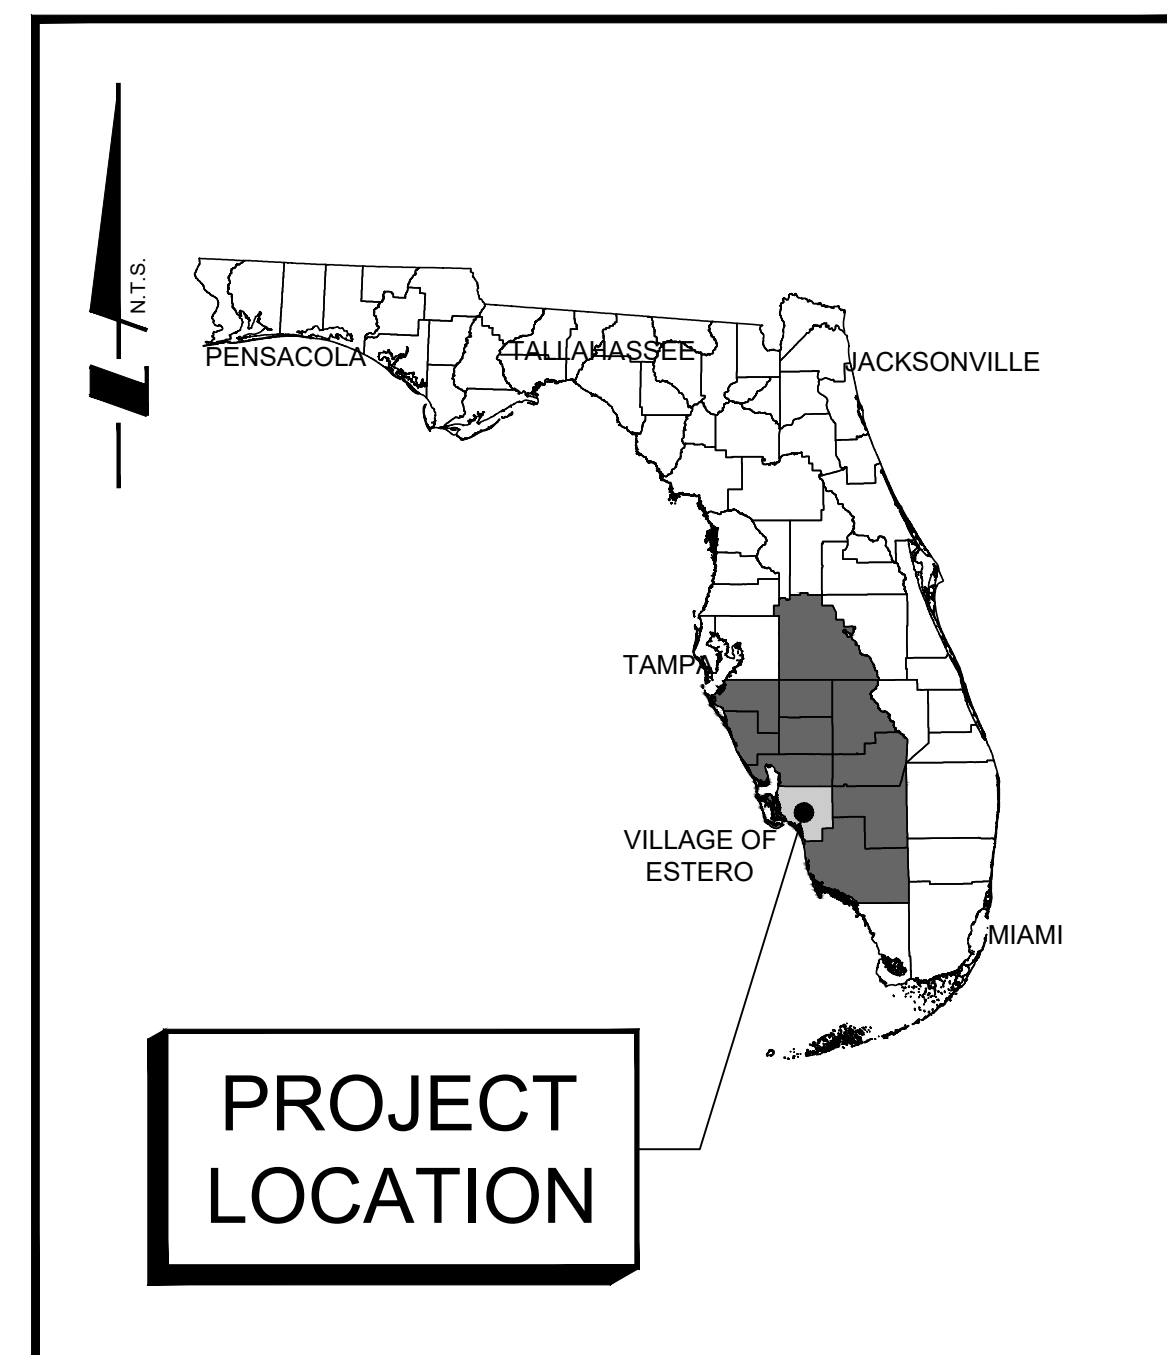 N.T.S.
PENSACOLA
TALLAHASSEE
JACKSONVILLE
TAMPA
VILLAGE OF
ESTERO
MIAMI
PROJECT
LOCATION